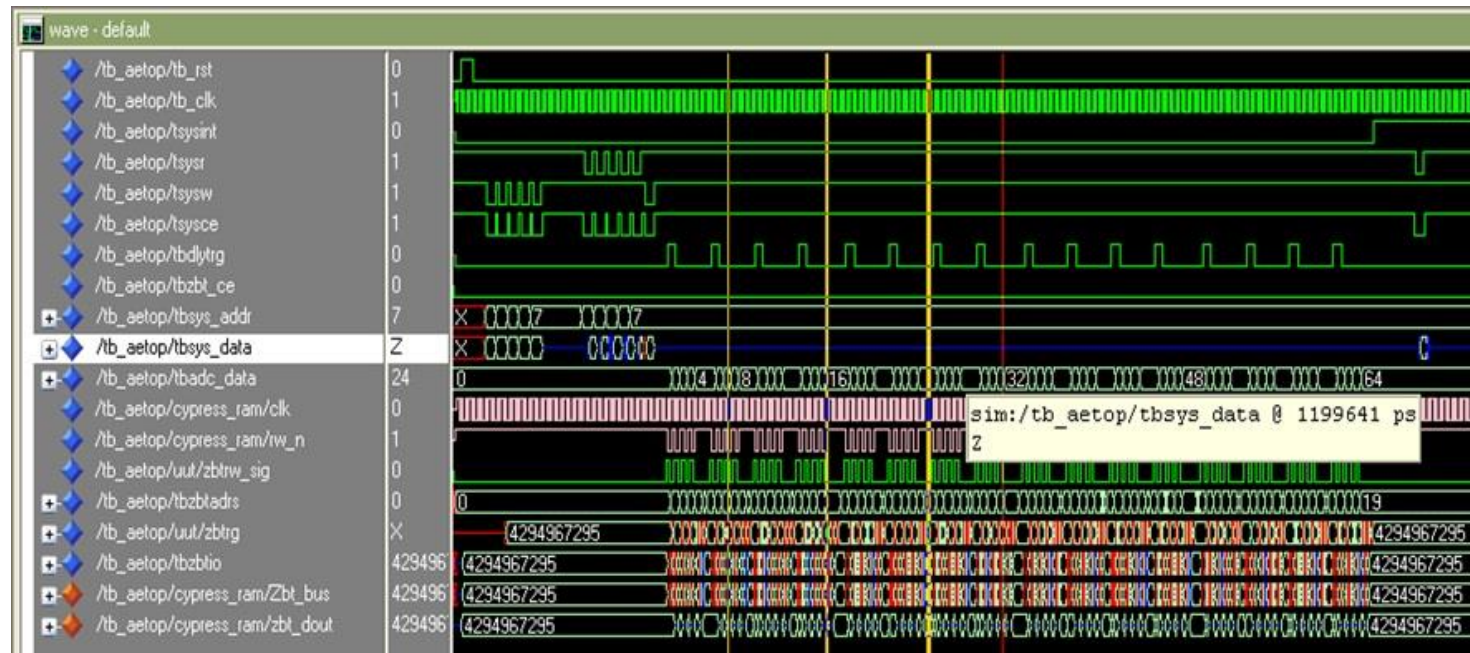 wave - default
/tb_aetop/tb_rst 0
/tb_aetop/tb_clk 1
/tb_aetop/tsysint 0
/tb_aetop/tsysr 1
/tb_aetop/tsysw 1
/tb_aetop/tsysce 1
/tb_aetop/tbdlytrg 0
/tb_aetop/tbzbt_ce 0
/tb_aetop/tbsys_addr 7 X 7 7
/tb_aetop/tbsys_data Z X
/tb_aetop/tbadc_data 24 0 4 8 16 32 48 64
/tb_aetop/cypress_ram/clk 0
sim:/tb_aetop/tbsys_data @ 1199641 ps
/tb_aetop/cypress_ram/rw_n 1
Z
/tb_aetop/uut/zbtrw_sig 0
/tb_aetop/tbzbtadrs 0 0 19
/tb_aetop/uut/zbtrg X 4294967295 4294967295
/tb_aetop/tbzbtio 429496 4294967295 4294967295
/tb_aetop/cypress_ram/Zbt_bus 429496 4294967295 4294967295
/tb_aetop/cypress_ram/zbt_dout 429496 4294967295 4294967295